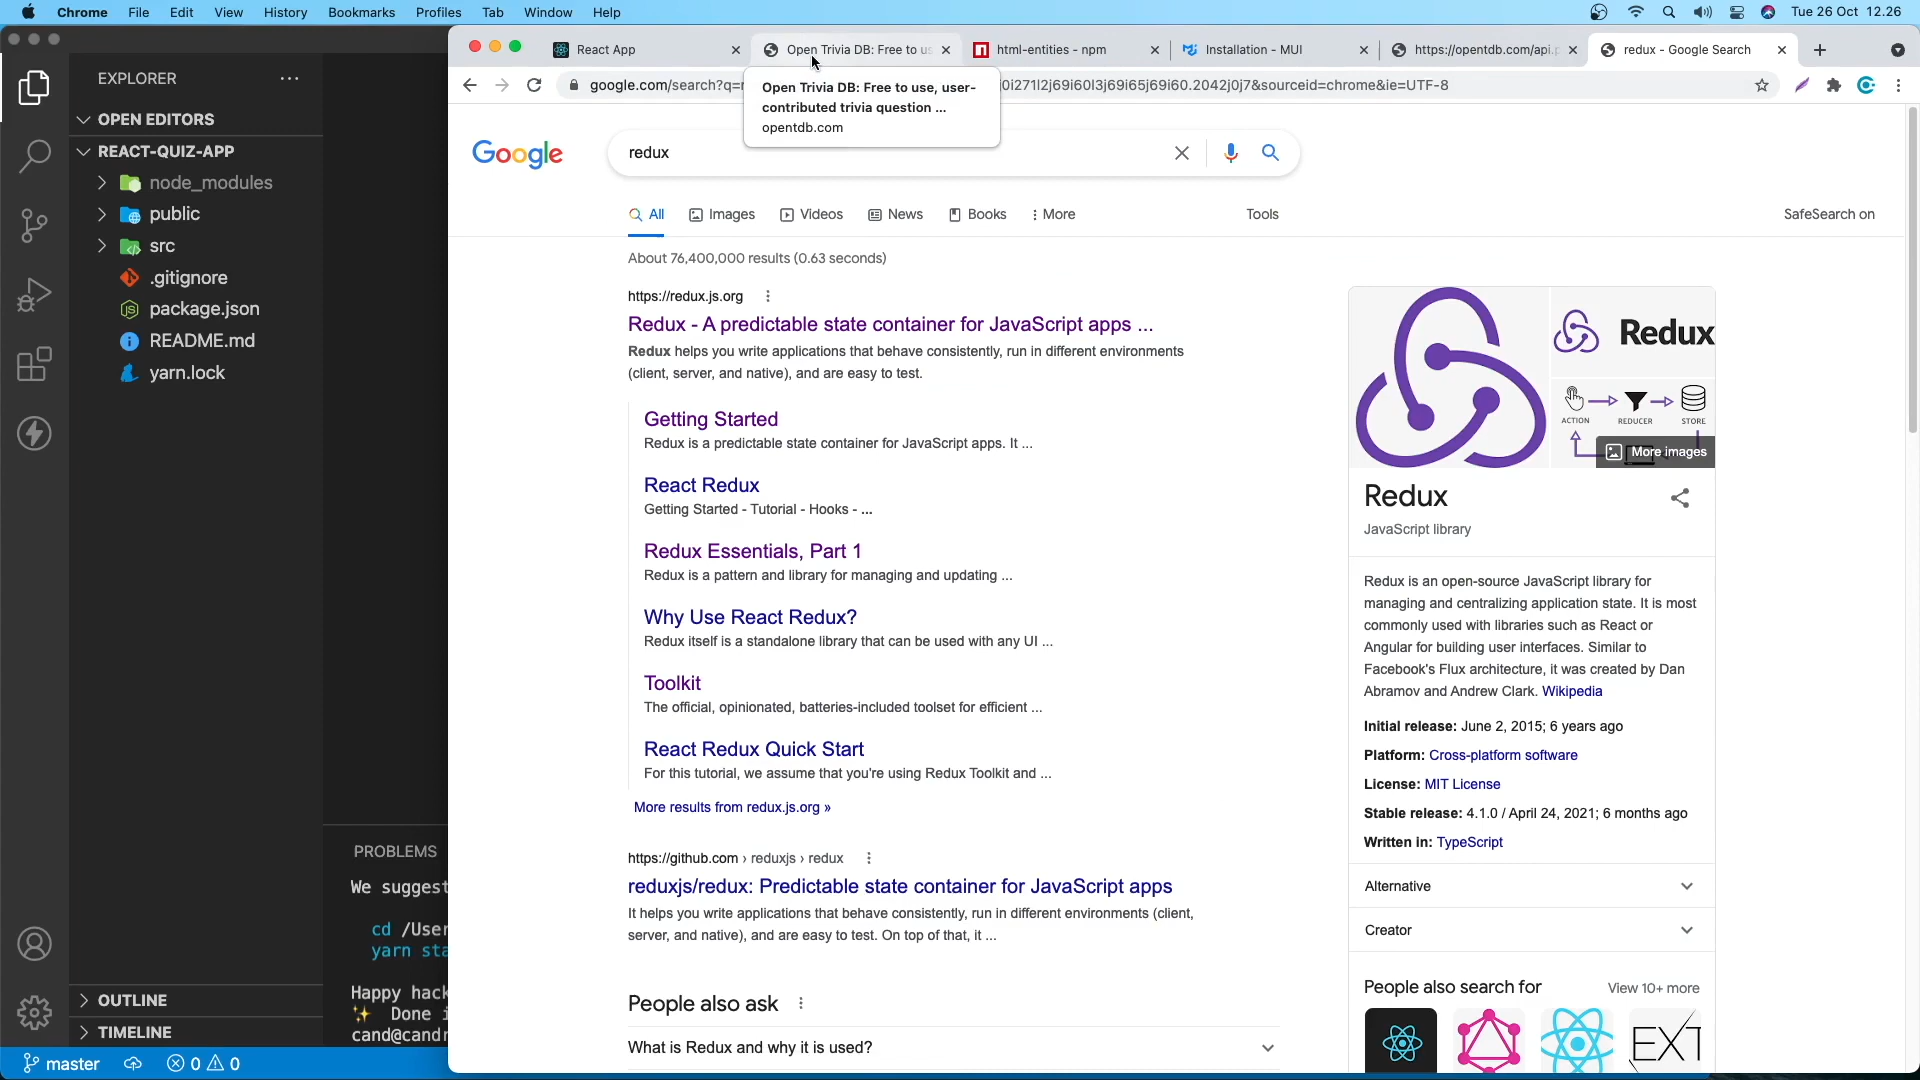 Chrome File Edit View History Bookmarks Profiles Tab Window Help
Tue 26 Oct 12.26
EXPLORER
OPEN EDITORS
REACT-QUIZ-APP
node_modules
public
src
.gitignore
package.json
README.md
yarn.lock
OUTLINE
TIMELINE
master
0 0
PROBLEMS
We suggest
cd /User
yarn sta
Happy hack
Done i
cand@candr
React App
Open Trivia DB: Free to us
html-entities - npm
Installation - MUI
https://opentdb.com/api.p
redux - Google Search
google.com/search?q=r
0i271l2j69i60l3j69i65j69i60.2042j0j7&sourceid=chrome&ie=UTF-8
Open Trivia DB: Free to use, user-
contributed trivia question ...
opentdb.com
Google
redux
All Images Videos News Books More Tools
SafeSearch on
About 76,400,000 results (0.63 seconds)
https://redux.js.org
Redux - A predictable state container for JavaScript apps ...
Redux helps you write applications that behave consistently, run in different environments
(client, server, and native), and are easy to test.
Getting Started
Redux is a predictable state container for JavaScript apps. It ...
React Redux
Getting Started - Tutorial - Hooks - ...
Redux Essentials, Part 1
Redux is a pattern and library for managing and updating ...
Why Use React Redux?
Redux itself is a standalone library that can be used with any UI ...
Toolkit
The official, opinionated, batteries-included toolset for efficient ...
React Redux Quick Start
For this tutorial, we assume that you're using Redux Toolkit and ...
More results from redux.js.org »
https://github.com › reduxjs › redux
reduxjs/redux: Predictable state container for JavaScript apps
It helps you write applications that behave consistently, run in different environments (client,
server, and native), and are easy to test. On top of that, it ...
People also ask
What is Redux and why it is used?
Redux
ACTION REDUCER STORE
More images
Redux
JavaScript library
Redux is an open-source JavaScript library for
managing and centralizing application state. It is most
commonly used with libraries such as React or
Angular for building user interfaces. Similar to
Facebook's Flux architecture, it was created by Dan
Abramov and Andrew Clark. Wikipedia
Initial release: June 2, 2015; 6 years ago
Platform: Cross-platform software
License: MIT License
Stable release: 4.1.0 / April 24, 2021; 6 months ago
Written in: TypeScript
Alternative
Creator
People also search for
View 10+ more
EXT